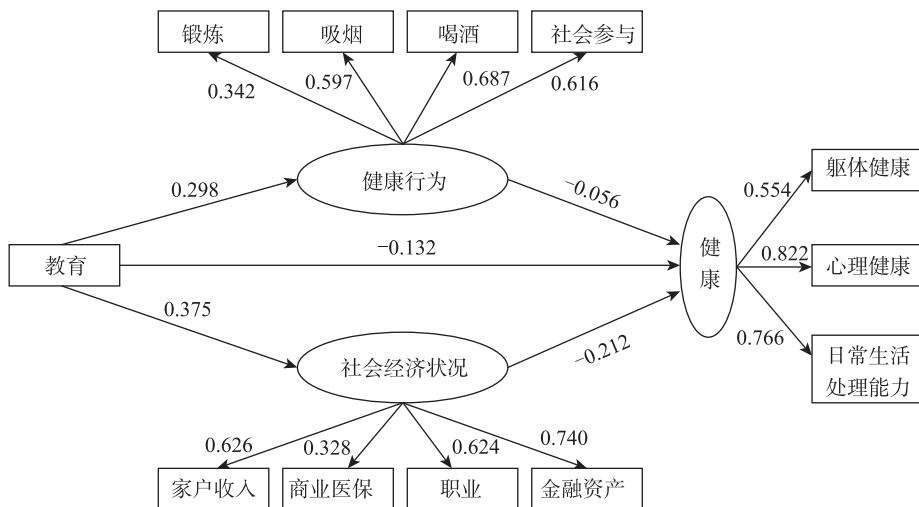 锻炼
吸烟
喝酒
社会参与
0.342
0.597
0.687
0.616
健康行为
0.298
-0.056
躯体健康
0.554
教育
-0.132
健
康
0.822
心理健康
0.375
-0.212
0.766
日常生活
处理能力
社会经济状况
0.626
0.328
0.624
0.740
家户收入
商业医保
职业
金融资产